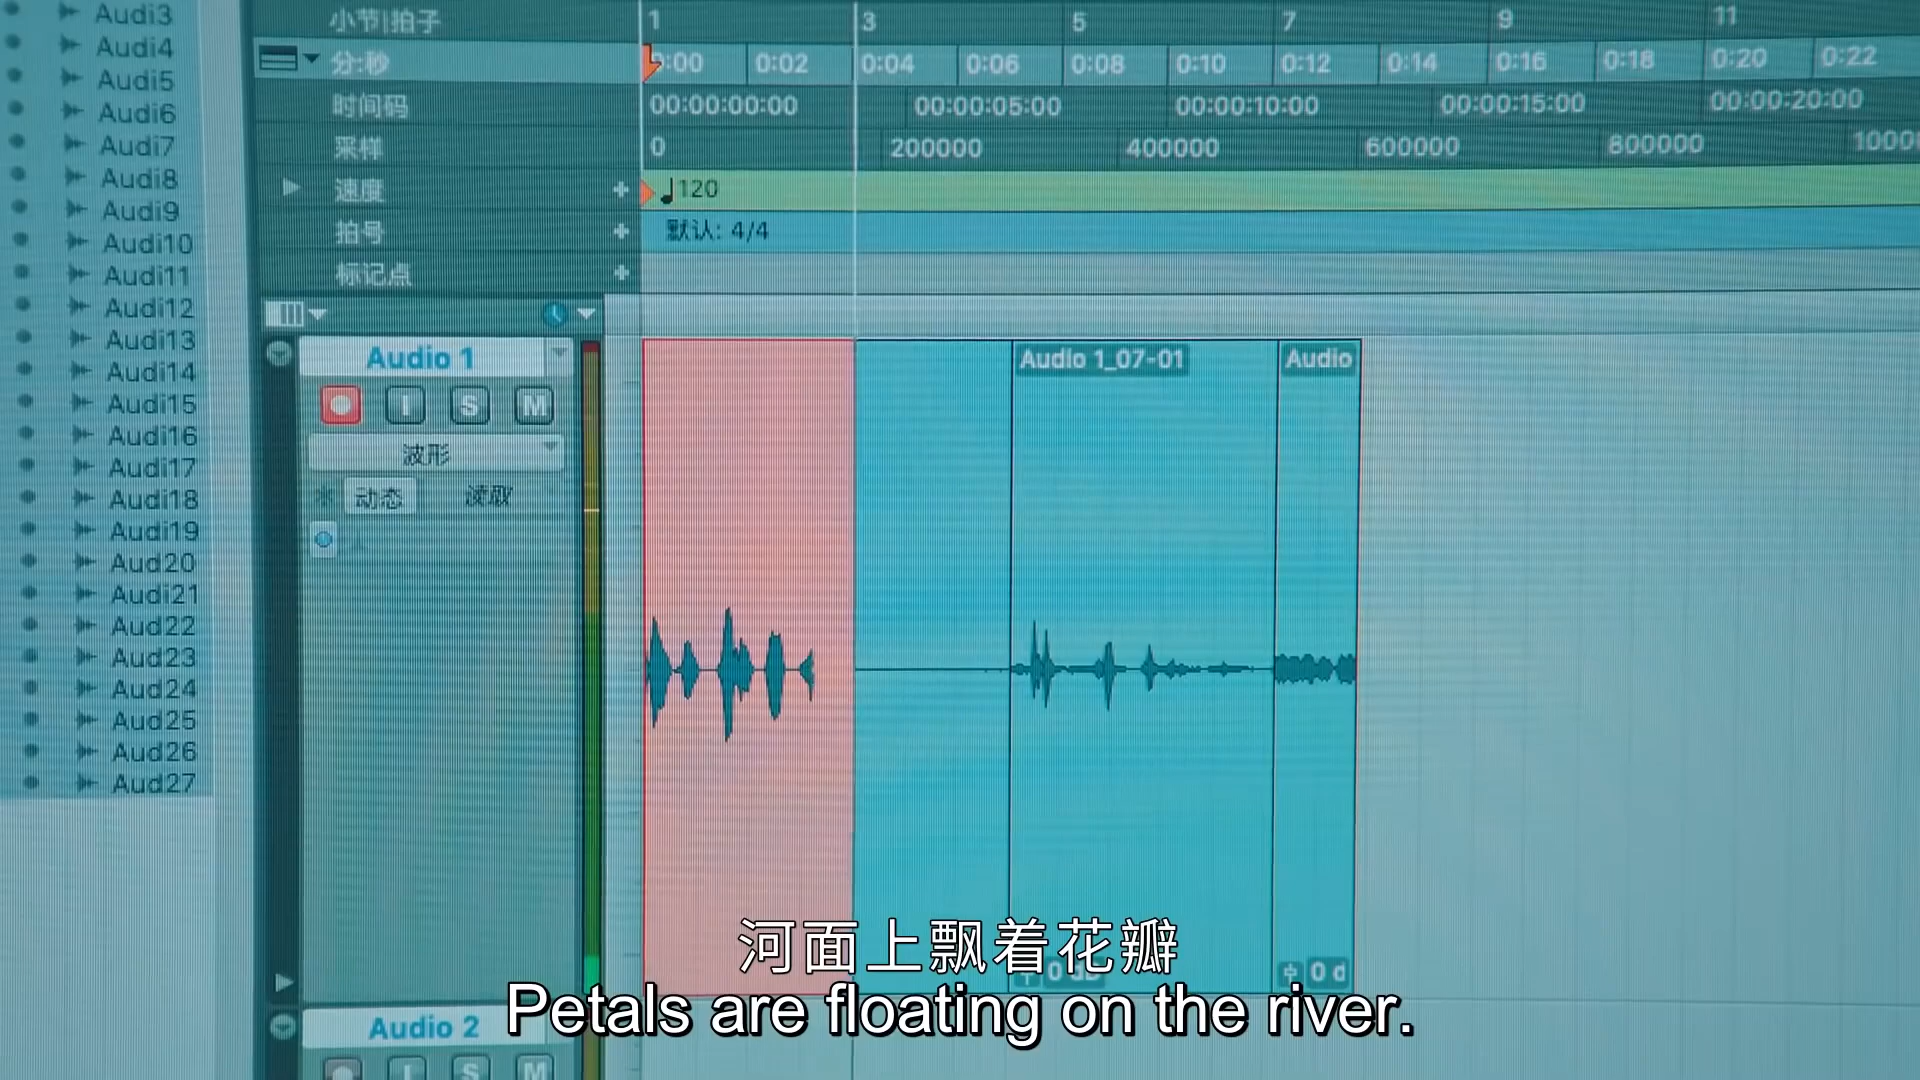 Audi3
Audi4
Audi5
Audi6
Audi7
Audi8
Audi9
Audi10
Audi11
Audi12
Audi13
Audi14
Audi15
Audi16
Audi17
Audi18
Audi19
Aud20
Audi21
Aud22
Aud23
Aud24
Aud25
Aud26
Aud27
小节|拍子 1 3 5 7 9 11
分:秒 0:00 0:02 0:04 0:06 0:08 0:10 0:12 0:14 0:16 0:18 0:20 0:22
时间码 00:00:00:00 00:00:05:00 00:00:10:00 00:00:15:00 00:00:20:00
采样 0 200000 400000 600000 800000 1000
速度 + 120
拍号 + 默认: 4/4
标记点 +
Audio 1
I S M
波形
动态 读取
Audio 1_07-01
Audio
0 dB
0 d
Audio 2
I S M
河面上飘着花瓣
Petals are floating on the river.